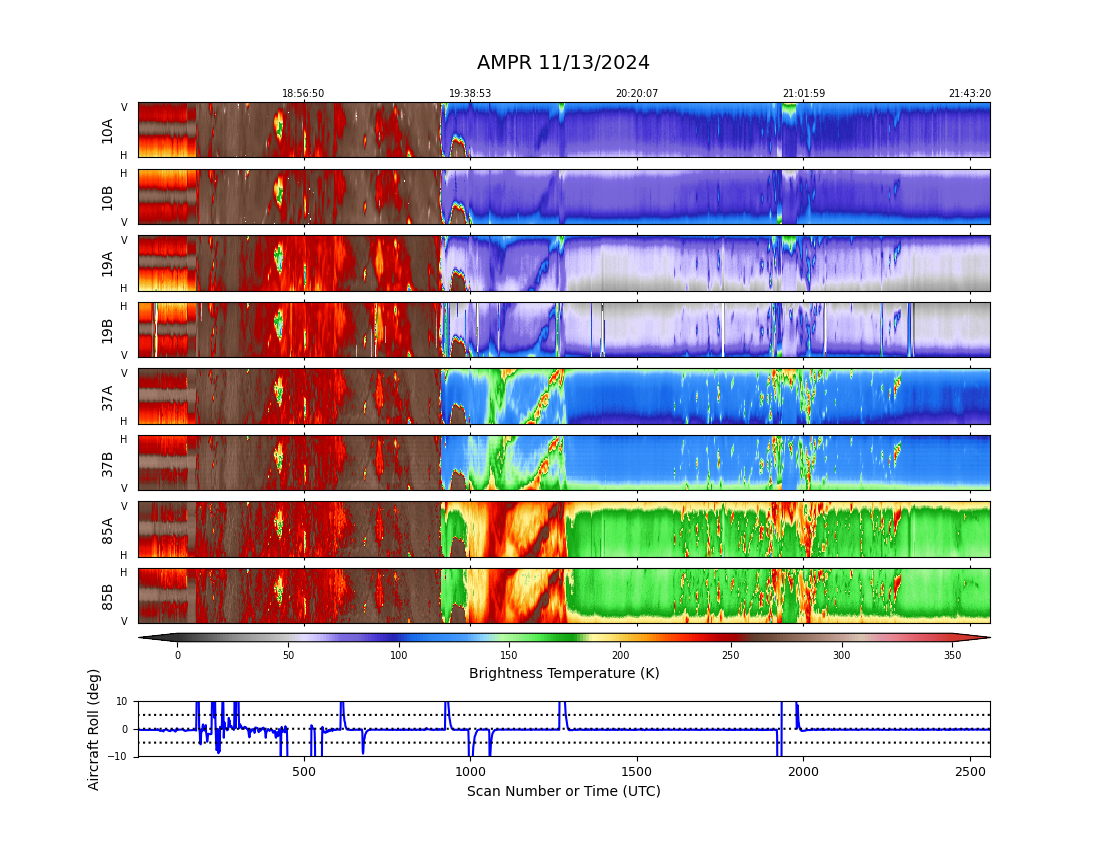 AMPR 11/13/2024
18:56:50 19:38:53 20:20:07 21:01:59 21:43:20
V
10A
H
H
10B
V
V
19A
H
H
19B
V
V
37A
H
H
37B
V
V
85A
H
H
85B
V
0 50 100 150 200 250 300 350
Brightness Temperature (K)
Aircraft Roll (deg)
10
0
−10
500 1000 1500 2000 2500
Scan Number or Time (UTC)